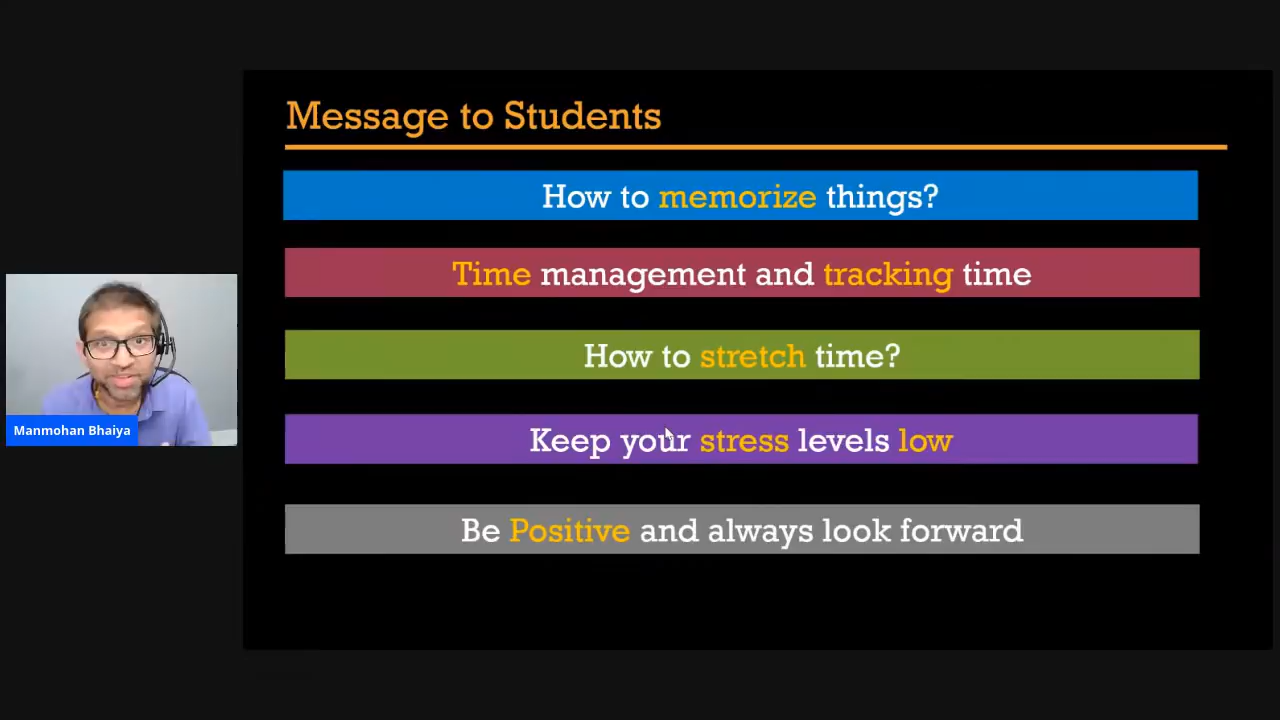 Message to Students
How to memorize things?
Time management and tracking time
How to stretch time?
Keep your stress levels low
Be Positive and always look forward
Manmohan Bhaiya